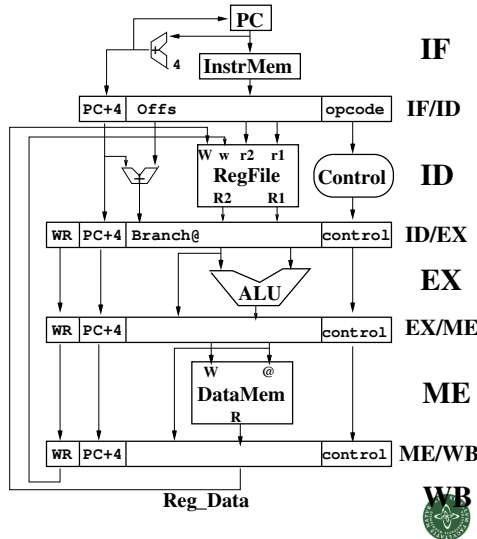 PC
IF
4
InstrMem
PC+4 Offs opcode IF/ID
W w r2 r1
RegFile
R2 R1
Control
ID
WR PC+4 Branch@ control ID/EX
ALU
EX
WR PC+4 control EX/ME
W @
DataMem
R
ME
WR PC+4 control ME/WB
Reg_Data
WB